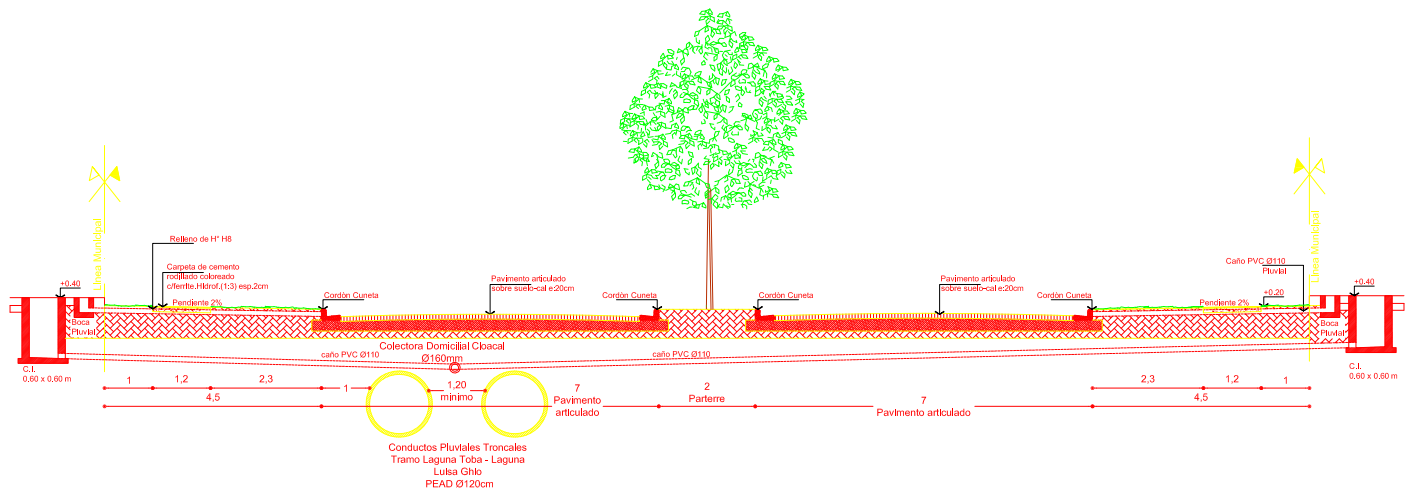 Línea Municipal
Línea Municipal
Relleno de H° H8
Carpeta de cemento
rodillado coloreado
c/ferrite.Hidrof.(1:3) esp.2cm
Pendiente 2%
+0.40
Boca
Pluvial
C.I.
0,60 x 0.60 m
Cordón Cuneta
Pavimento articulado
sobre suelo-cal e:20cm
Cordón Cuneta
Cordón Cuneta
Pavimento articulado
sobre suelo-cal e:20cm
Cordón Cuneta
Caño PVC Ø110
Pluvial
+0.40
+0.20
Pendiente 2%
Boca
Pluvial
C.I.
0,60 x 0.60 m
Colectora Domicilial Cloacal
Ø160mm
caño PVC Ø110
caño PVC Ø110
1
1,2
2,3
1
1,20
minimo
7
Pavimento
articulado
2
Parterre
7
Pavimento articulado
2,3
1,2
1
4,5
4,5
Conductos Pluviales Troncales
Tramo Laguna Toba - Laguna
Luisa Ghio
PEAD Ø120cm